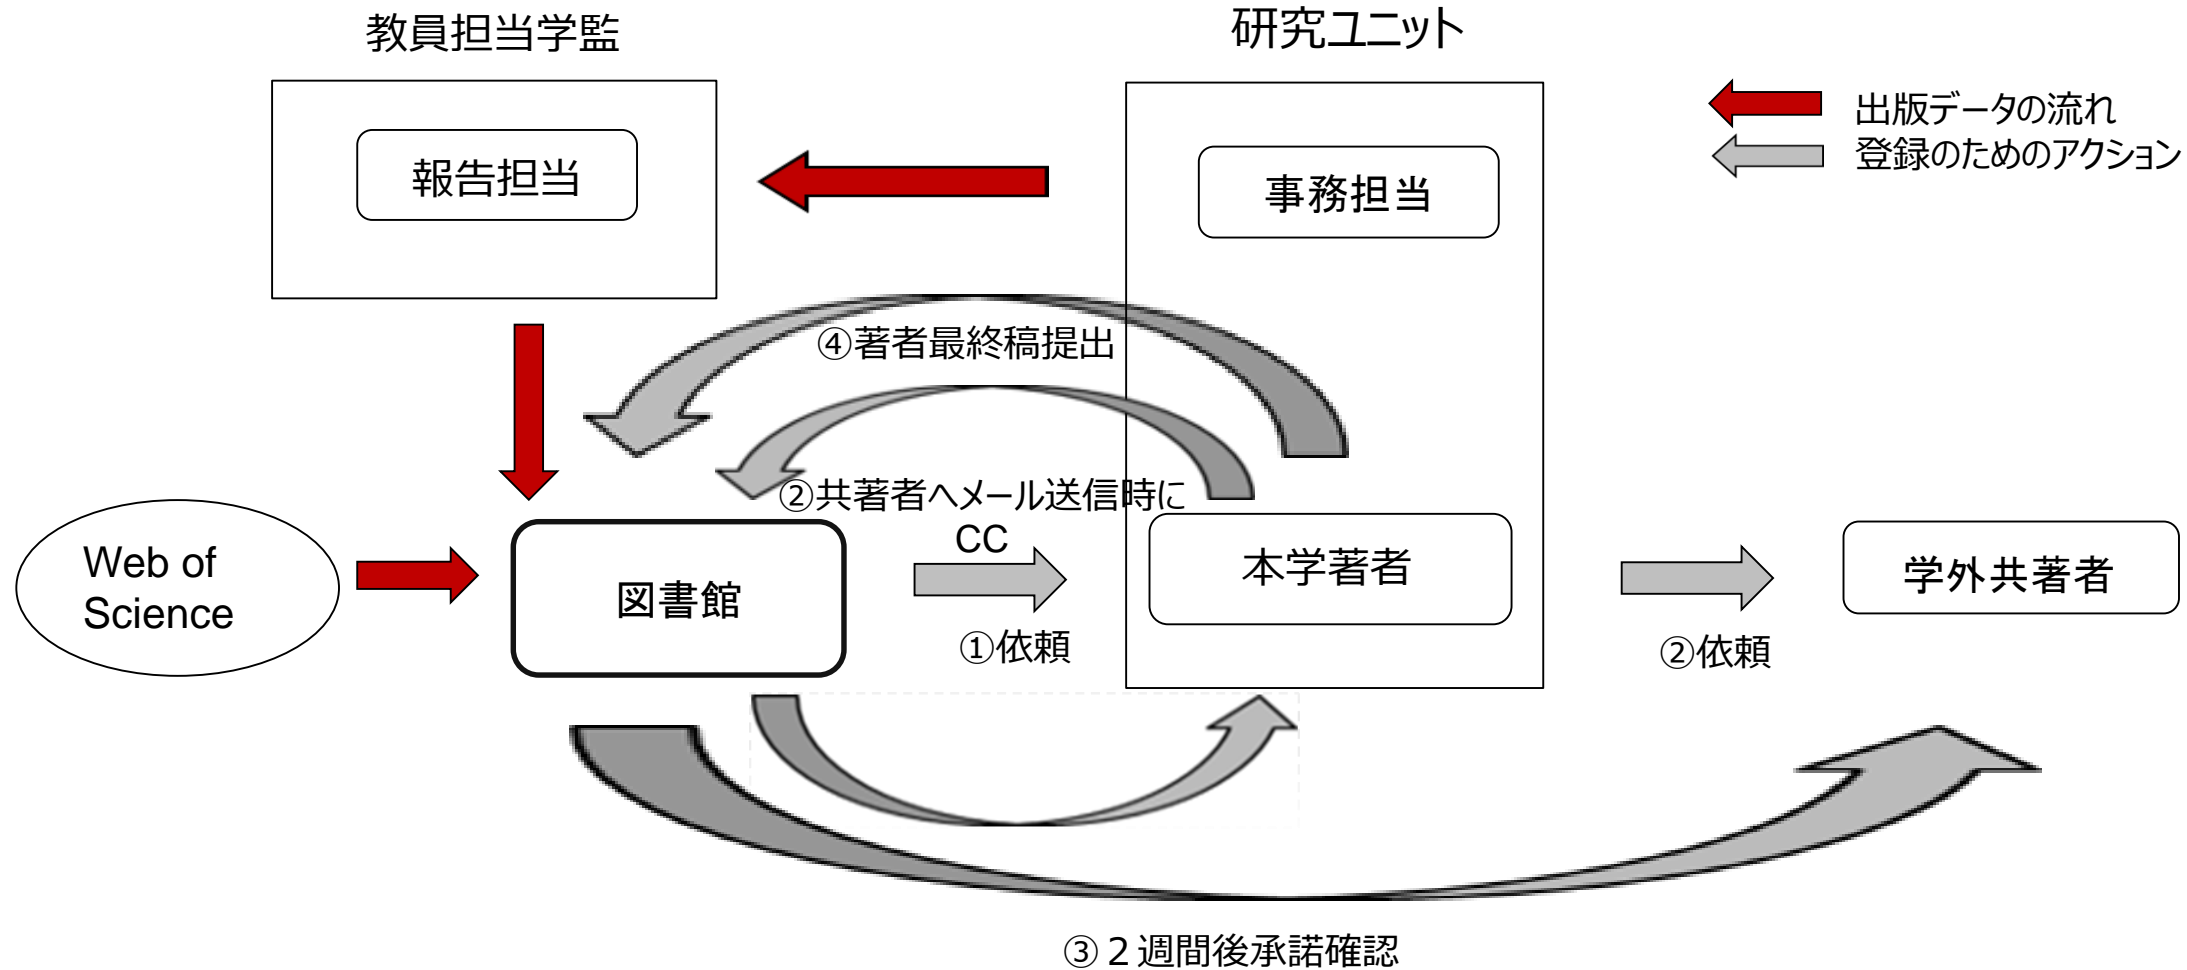 教員担当学監
研究ユニット
報告担当
事務担当
出版データの流れ
登録のためのアクション
④著者最終稿提出
②共著者へメール送信時に
CC
Web of
Science
図書館
本学著者
学外共著者
①依頼
②依頼
③２週間後承諾確認